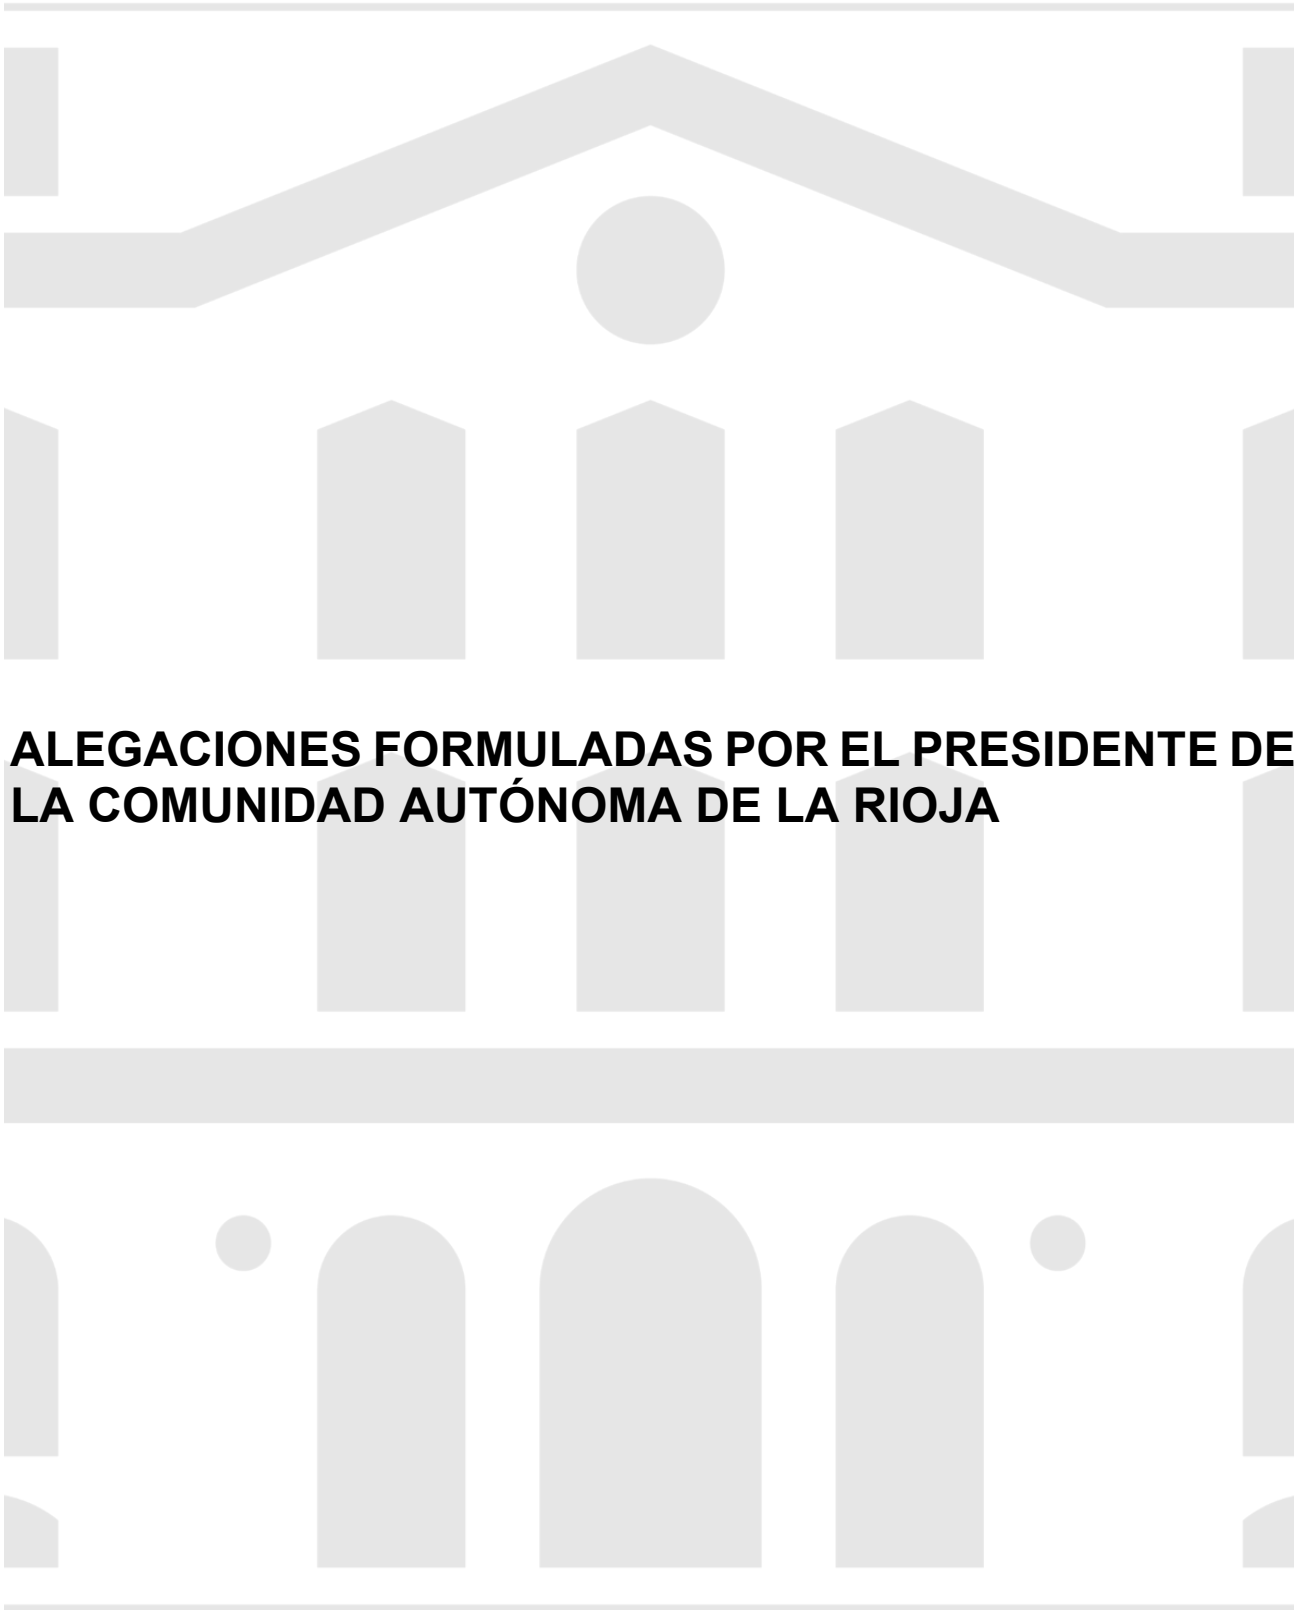 ALEGACIONES FORMULADAS POR EL PRESIDENTE DE
LA COMUNIDAD AUTÓNOMA DE LA RIOJA